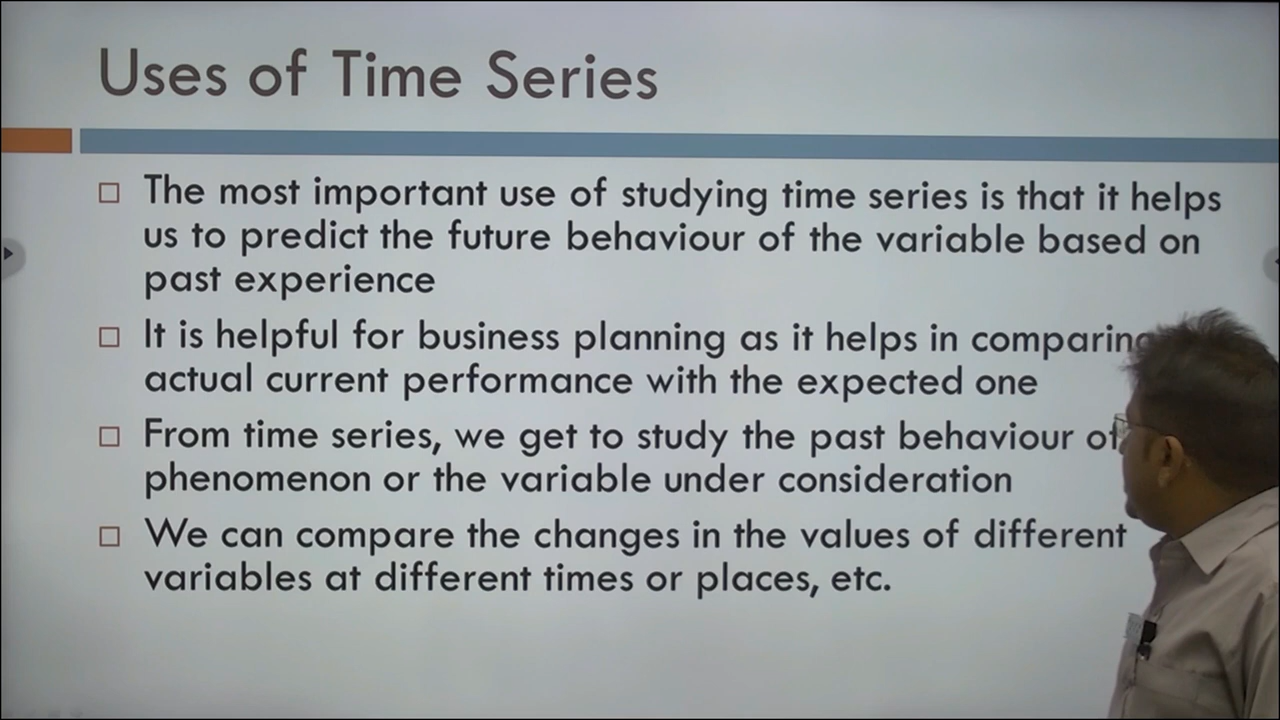 Uses of Time Series
The most important use of studying time series is that it helps
us to predict the future behaviour of the variable based on
past experience
It is helpful for business planning as it helps in comparing
actual current performance with the expected one
From time series, we get to study the past behaviour of
phenomenon or the variable under consideration
We can compare the changes in the values of different
variables at different times or places, etc.